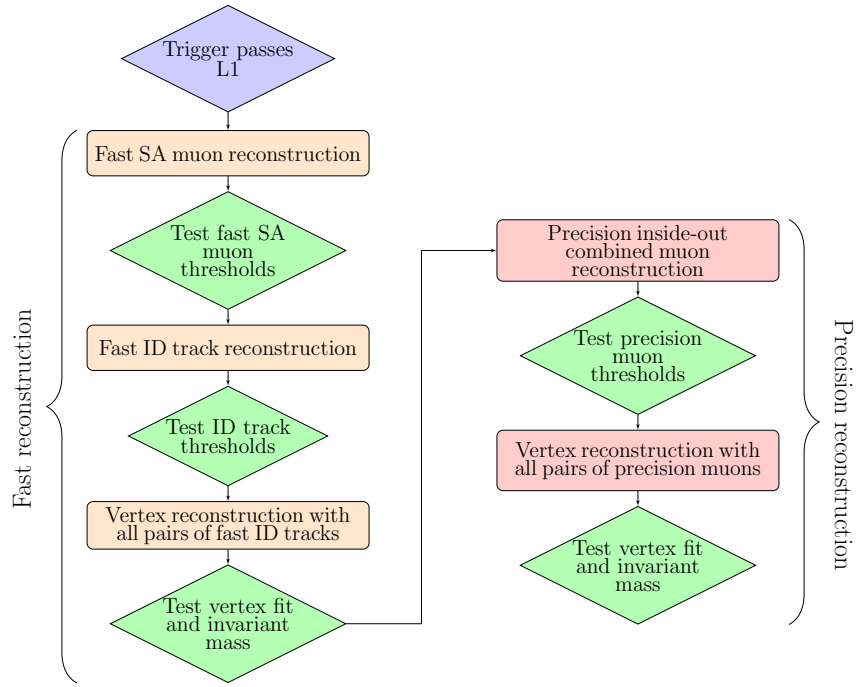 Trigger passes
L1
Fast SA muon reconstruction
Test fast SA
muon
thresholds
Fast ID track reconstruction
Test ID track
thresholds
Vertex reconstruction with
all pairs of fast ID tracks
Test vertex fit
and invariant
mass
Fast reconstruction
Precision inside-out
combined muon
reconstruction
Test precision
muon
thresholds
Vertex reconstruction with
all pairs of precision muons
Test vertex fit
and invariant
mass
Precision reconstruction